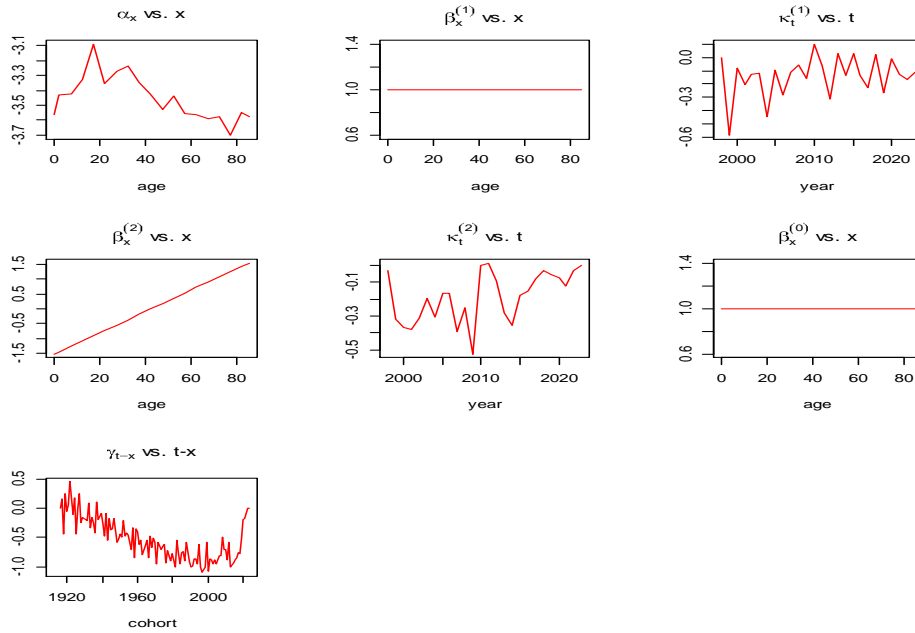 αₓ vs. x
-3.7 -3.5 -3.3 -3.1
0 20 40 60 80
age
βₓ⁽¹⁾ vs. x
0.6 1.0 1.4
0 20 40 60 80
age
κₜ⁽¹⁾ vs. t
-0.6 -0.3 0.0
2000 2010 2020
year
βₓ⁽²⁾ vs. x
-1.5 -0.5 0.5 1.5
0 20 40 60 80
age
κₜ⁽²⁾ vs. t
-0.5 -0.3 -0.1
2000 2010 2020
year
βₓ⁽⁰⁾ vs. x
0.6 1.0 1.4
0 20 40 60 80
age
γₜ₋ₓ vs. t-x
-1.0 -0.5 0.0 0.5
1920 1960 2000
cohort